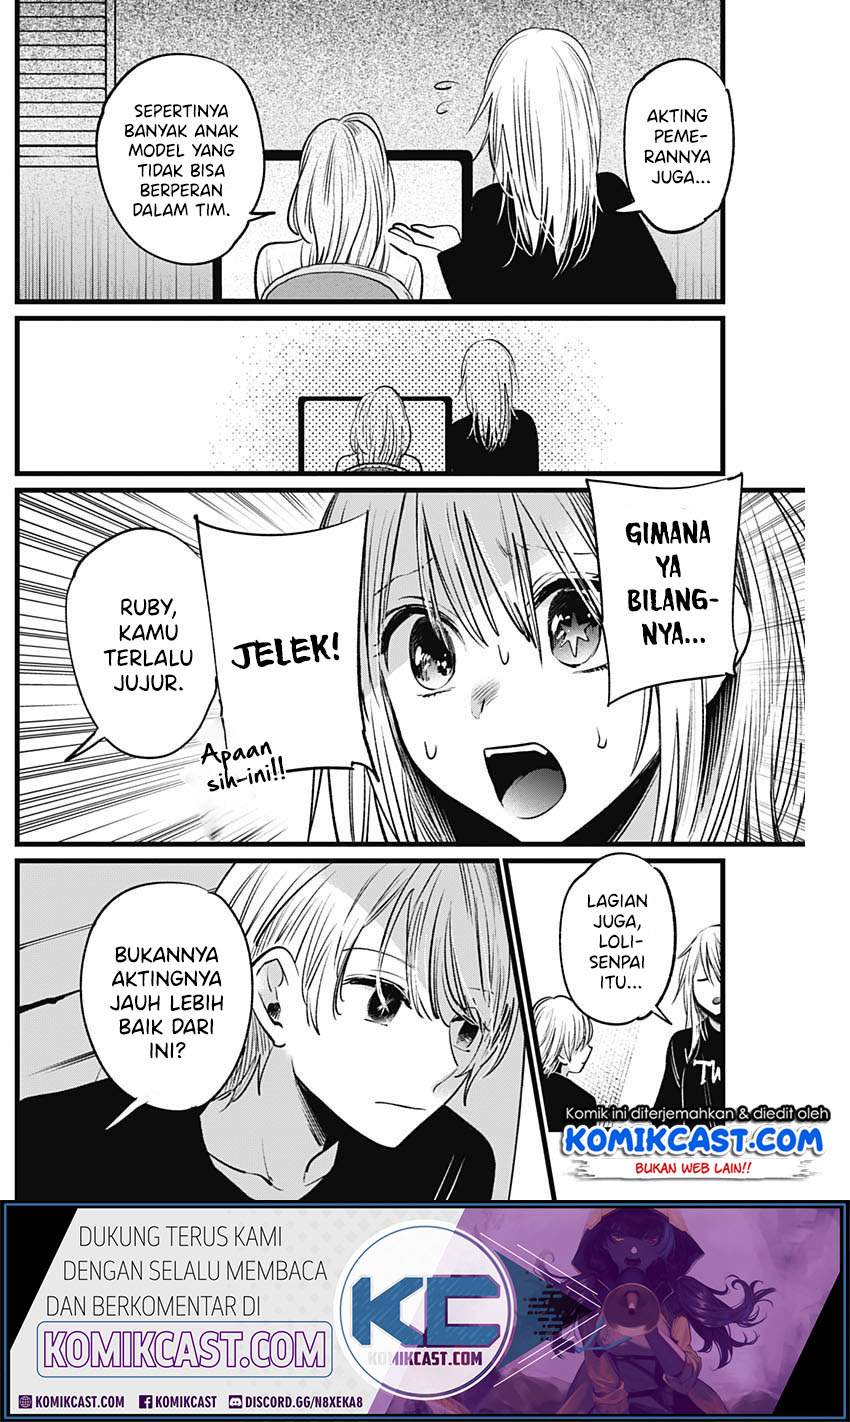 AKTING
PEME-
RANNYA
JUGA...
SEPERTINYA
BANYAK ANAK
MODEL YANG
TIDAK BISA
BERPERAN
DALAM TIM.
GIMANA
YA
BILANG-
NYA...
JELEK!
RUBY,
KAMU
TERLALU
JUJUR.
Apaan
sih-ini!!
LAGIAN
JUGA,
LOLI-
SENPAI
ITU...
BUKANNYA
AKTINGNYA
JAUH LEBIH
BAIK DARI
INI?
Komik ini diterjemahkan & diedit oleh
KOMIKCAST.COM
BUKAN WEB LAIN!!
DUKUNG TERUS KAMI
DENGAN SELALU MEMBACA
DAN BERKOMENTAR DI
KOMIKCAST.COM
KOMIKCAST.COM
KOMIKCAST
DISCORD.GG/N8XEKA8
KC
KOMIKCAST.COM